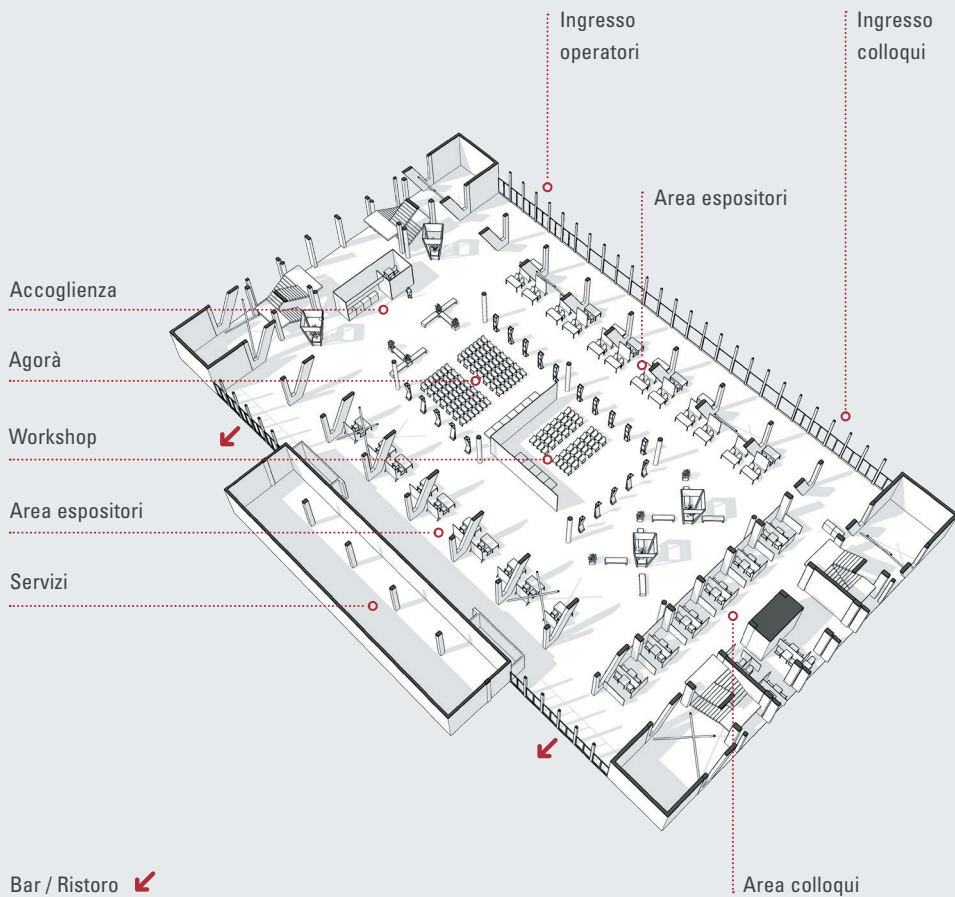 Ingresso
operatori
Ingresso
colloqui
Area espositori
Accoglienza
Agorà
Workshop
Area espositori
Servizi
Bar / Ristoro
Area colloqui